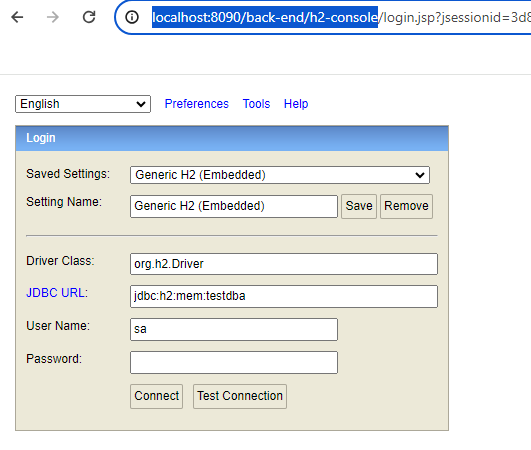 localhost:8090/back-end/h2-console/login.jsp?jsessionid=3d8
English Preferences Tools Help
Login
Saved Settings: Generic H2 (Embedded)
Setting Name: Generic H2 (Embedded) Save Remove
Driver Class: org.h2.Driver
JDBC URL: jdbc:h2:mem:testdba
User Name: sa
Password:
Connect Test Connection